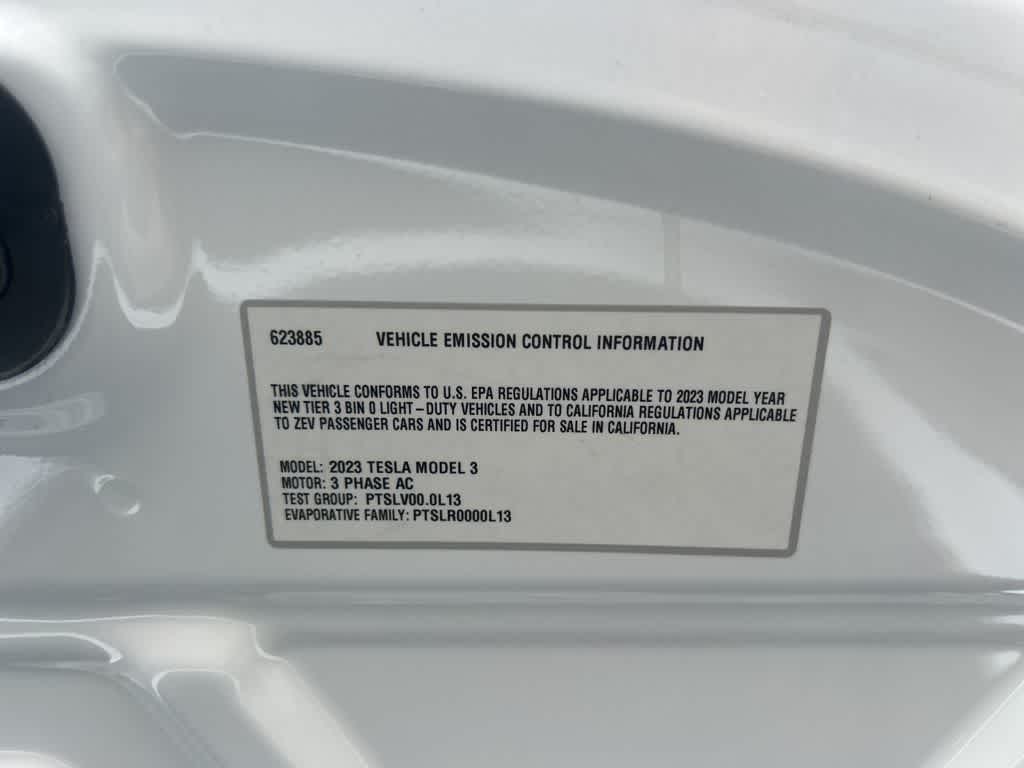 623885 VEHICLE EMISSION CONTROL INFORMATION
THIS VEHICLE CONFORMS TO U.S. EPA REGULATIONS APPLICABLE TO 2023 MODEL YEAR
NEW TIER 3 BIN 0 LIGHT–DUTY VEHICLES AND TO CALIFORNIA REGULATIONS APPLICABLE
TO ZEV PASSENGER CARS AND IS CERTIFIED FOR SALE IN CALIFORNIA.
MODEL: 2023 TESLA MODEL 3
MOTOR: 3 PHASE AC
TEST GROUP: PTSLV00.0L13
EVAPORATIVE FAMILY: PTSLR0000L13